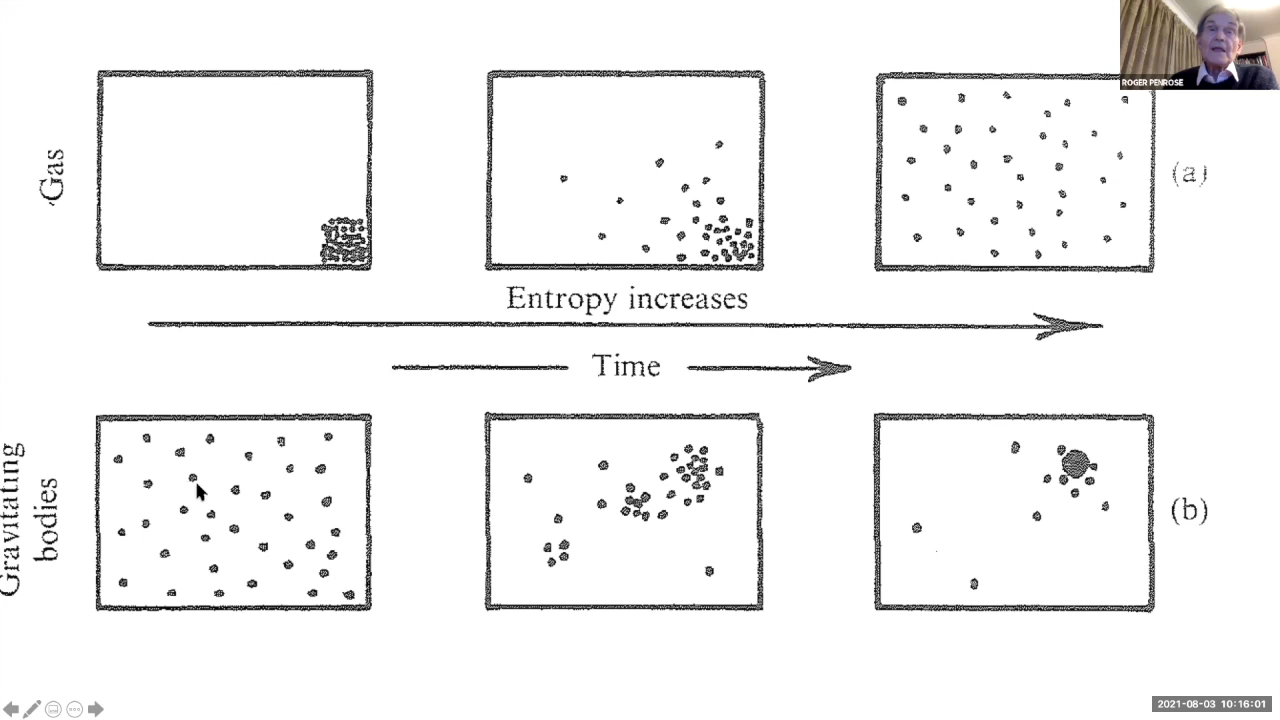 ROGER PENROSE
Gas
(a)
Entropy increases
Time
Gravitating
bodies
(b)
2021-08-03 10:16:01